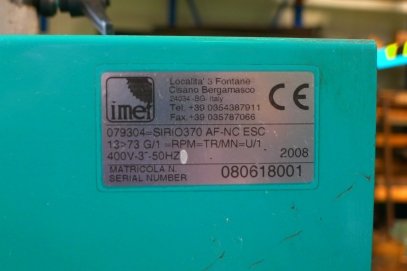 imet
Localita' 3 Fontane
Cisano Bergamasco
24034 -BG- Italy
Tel.+39 0354387911
Fax.+39 035787066
CE
079304=SIRIO370 AF-NC ESC
13>73 G/1 =RPM=TR/MN=U/1
400V-3~-50HZ
2008
MATRICOLA N.
SERIAL NUMBER
080618001